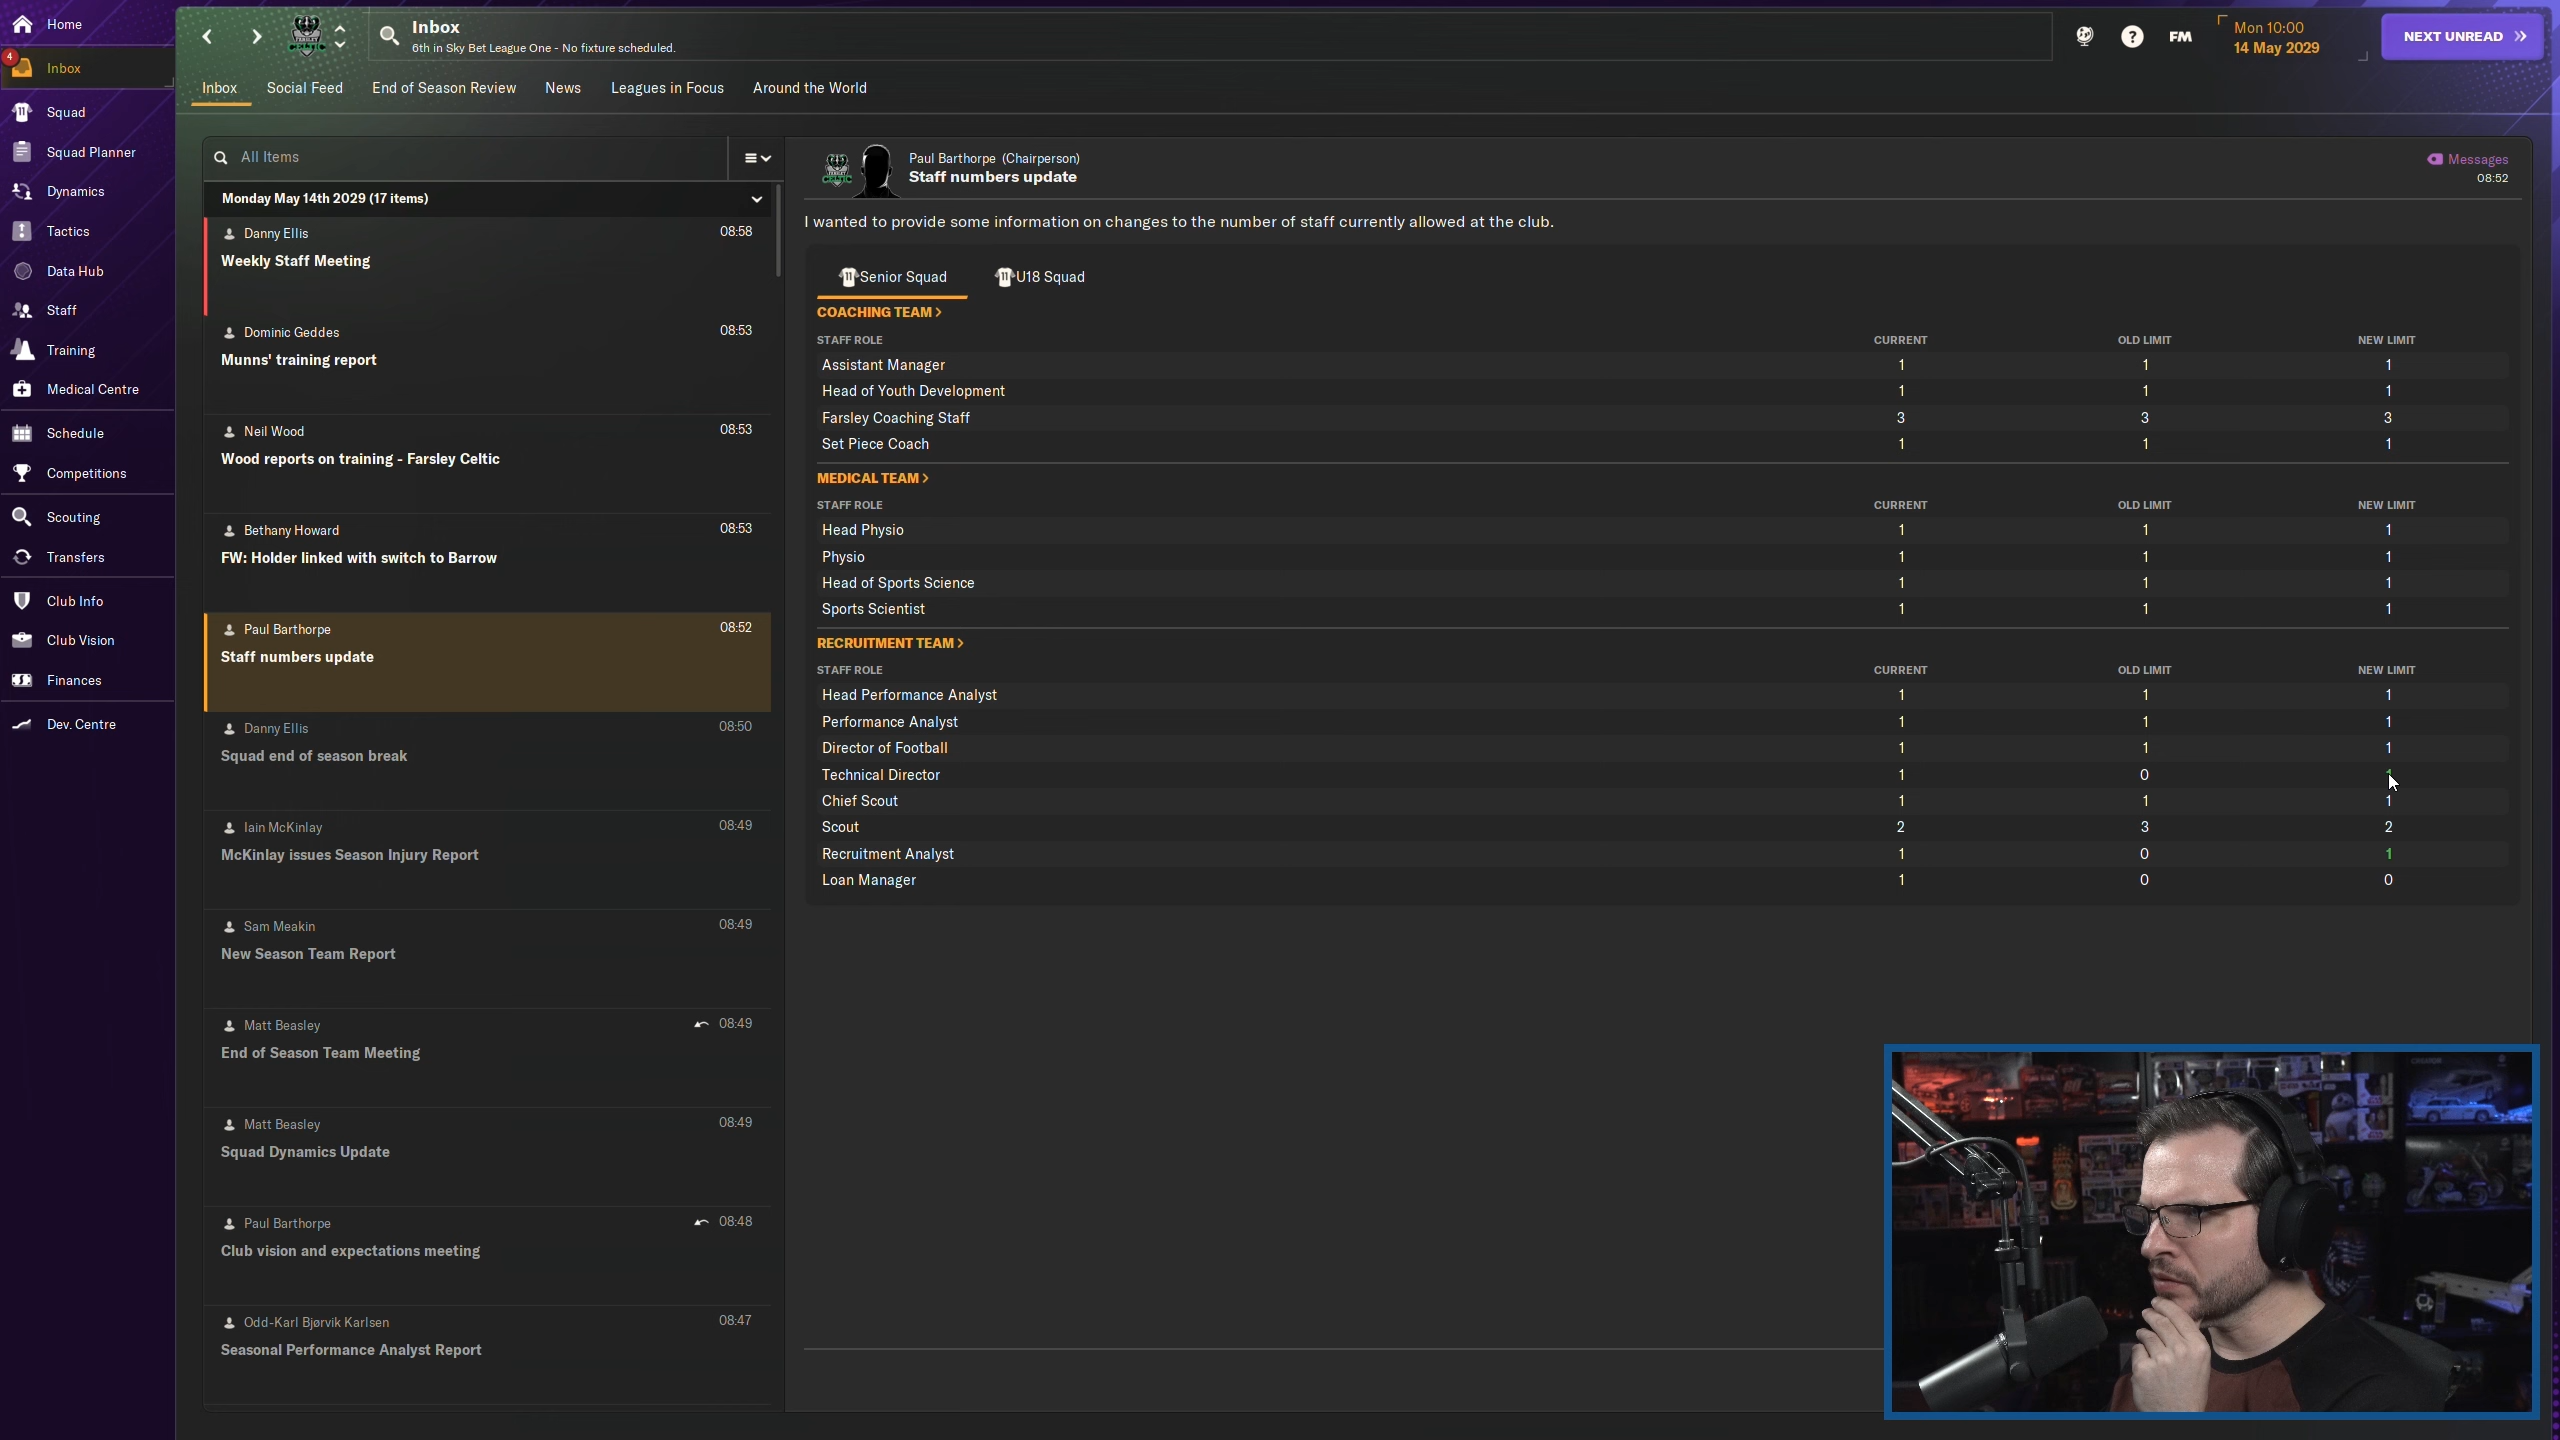 Home
4
Inbox
Squad
Squad Planner
Dynamics
Tactics
Data Hub
Staff
Training
Medical Centre
Schedule
Competitions
Scouting
Transfers
Club Info
Club Vision
Finances
Dev. Centre
Inbox
6th in Sky Bet League One - No fixture scheduled.
FM
Mon 10:00
14 May 2029
NEXT UNREAD
Inbox Social Feed End of Season Review News Leagues in Focus Around the World
All Items
Monday May 14th 2029 (17 items)
Danny Ellis 08:58
Weekly Staff Meeting
Dominic Geddes 08:53
Munns' training report
Neil Wood 08:53
Wood reports on training - Farsley Celtic
Bethany Howard 08:53
FW: Holder linked with switch to Barrow
Paul Barthorpe 08:52
Staff numbers update
Danny Ellis 08:50
Squad end of season break
Iain McKinlay 08:49
McKinlay issues Season Injury Report
Sam Meakin 08:49
New Season Team Report
Matt Beasley 08:49
End of Season Team Meeting
Matt Beasley 08:49
Squad Dynamics Update
Paul Barthorpe 08:48
Club vision and expectations meeting
Odd-Karl Bjørvik Karlsen 08:47
Seasonal Performance Analyst Report
Paul Barthorpe (Chairperson)
Staff numbers update
Messages
08:52
I wanted to provide some information on changes to the number of staff currently allowed at the club.
Senior Squad U18 Squad
COACHING TEAM >
STAFF ROLE CURRENT OLD LIMIT NEW LIMIT
Assistant Manager 1 1 1
Head of Youth Development 1 1 1
Farsley Coaching Staff 3 3 3
Set Piece Coach 1 1 1
MEDICAL TEAM >
STAFF ROLE CURRENT OLD LIMIT NEW LIMIT
Head Physio 1 1 1
Physio 1 1 1
Head of Sports Science 1 1 1
Sports Scientist 1 1 1
RECRUITMENT TEAM >
STAFF ROLE CURRENT OLD LIMIT NEW LIMIT
Head Performance Analyst 1 1 1
Performance Analyst 1 1 1
Director of Football 1 1 1
Technical Director 1 0
Chief Scout 1 1 1
Scout 2 3 2
Recruitment Analyst 1 0 1
Loan Manager 1 0 0